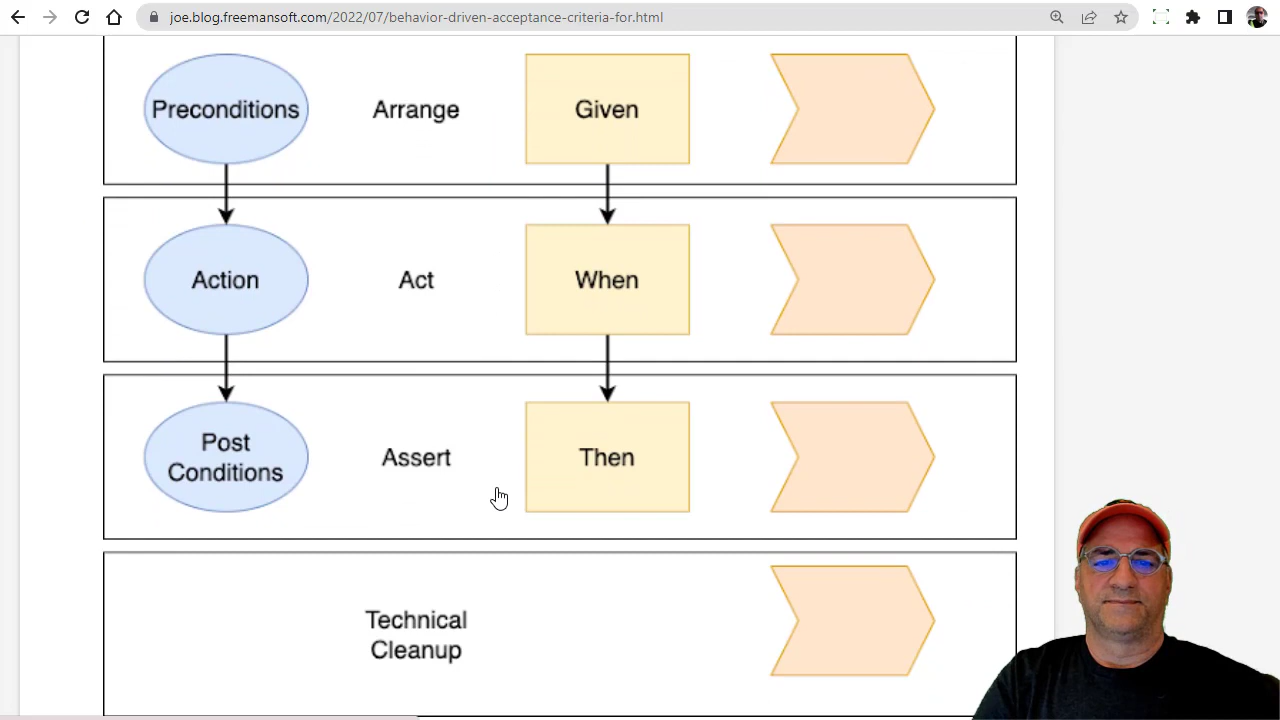 joe.blog.freemansoft.com/2022/07/behavior-driven-acceptance-criteria-for.html
Preconditions Arrange Given
Action Act When
Post
Conditions Assert Then
Technical
Cleanup